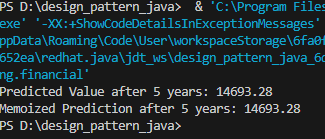 PS D:\design_pattern_java>  & 'C:\Program Files
exe' '-XX:+ShowCodeDetailsInExceptionMessages'
ppData\Roaming\Code\User\workspaceStorage\6fa0f
652ea\redhat.java\jdt_ws\design_pattern_java_6d
ng.financial'
Predicted Value after 5 years: 14693.28
Memoized Prediction after 5 years: 14693.28
PS D:\design_pattern_java>